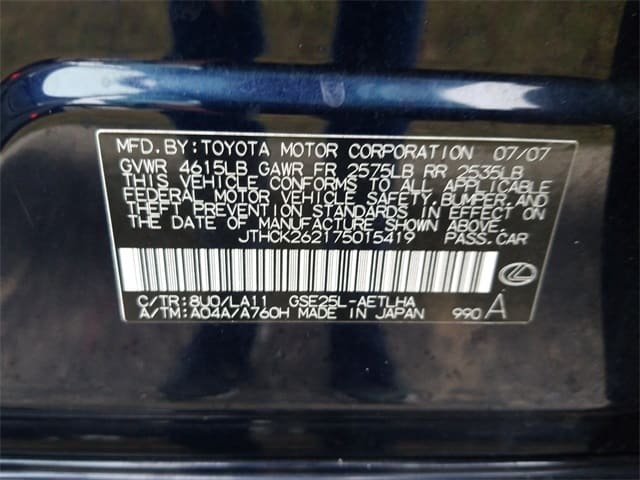 MFD. BY: TOYOTA MOTOR CORPORATION 07/07
GVWR 4615LB GAWR FR 2575LB RR 2535LB
THIS VEHICLE CONFORMS TO ALL APPLICABLE
FEDERAL MOTOR VEHICLE SAFETY, BUMPER, AND
THEFT PREVENTION STANDARDS IN EFFECT ON
THE DATE OF MANUFACTURE SHOWN ABOVE.
JTHCK262175015419 PASS. CAR
C/TR: 8U0/LA11 GSE25L-AETLHA
A/TM: A04A/A760H MADE IN JAPAN 990 A